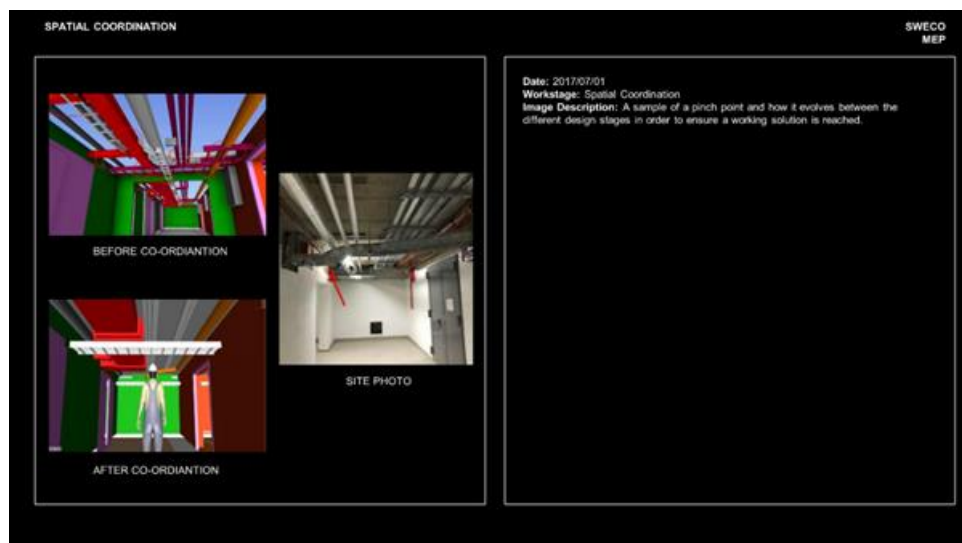 SPATIAL COORDINATION
SWECO
MEP
BEFORE CO-ORDIANTION
SITE PHOTO
AFTER CO-ORDIANTION
Date: 2017/07/01
Workstage: Spatial Coordination
Image Description: A sample of a pinch point and how it evolves between the
different design stages in order to ensure a working solution is reached.